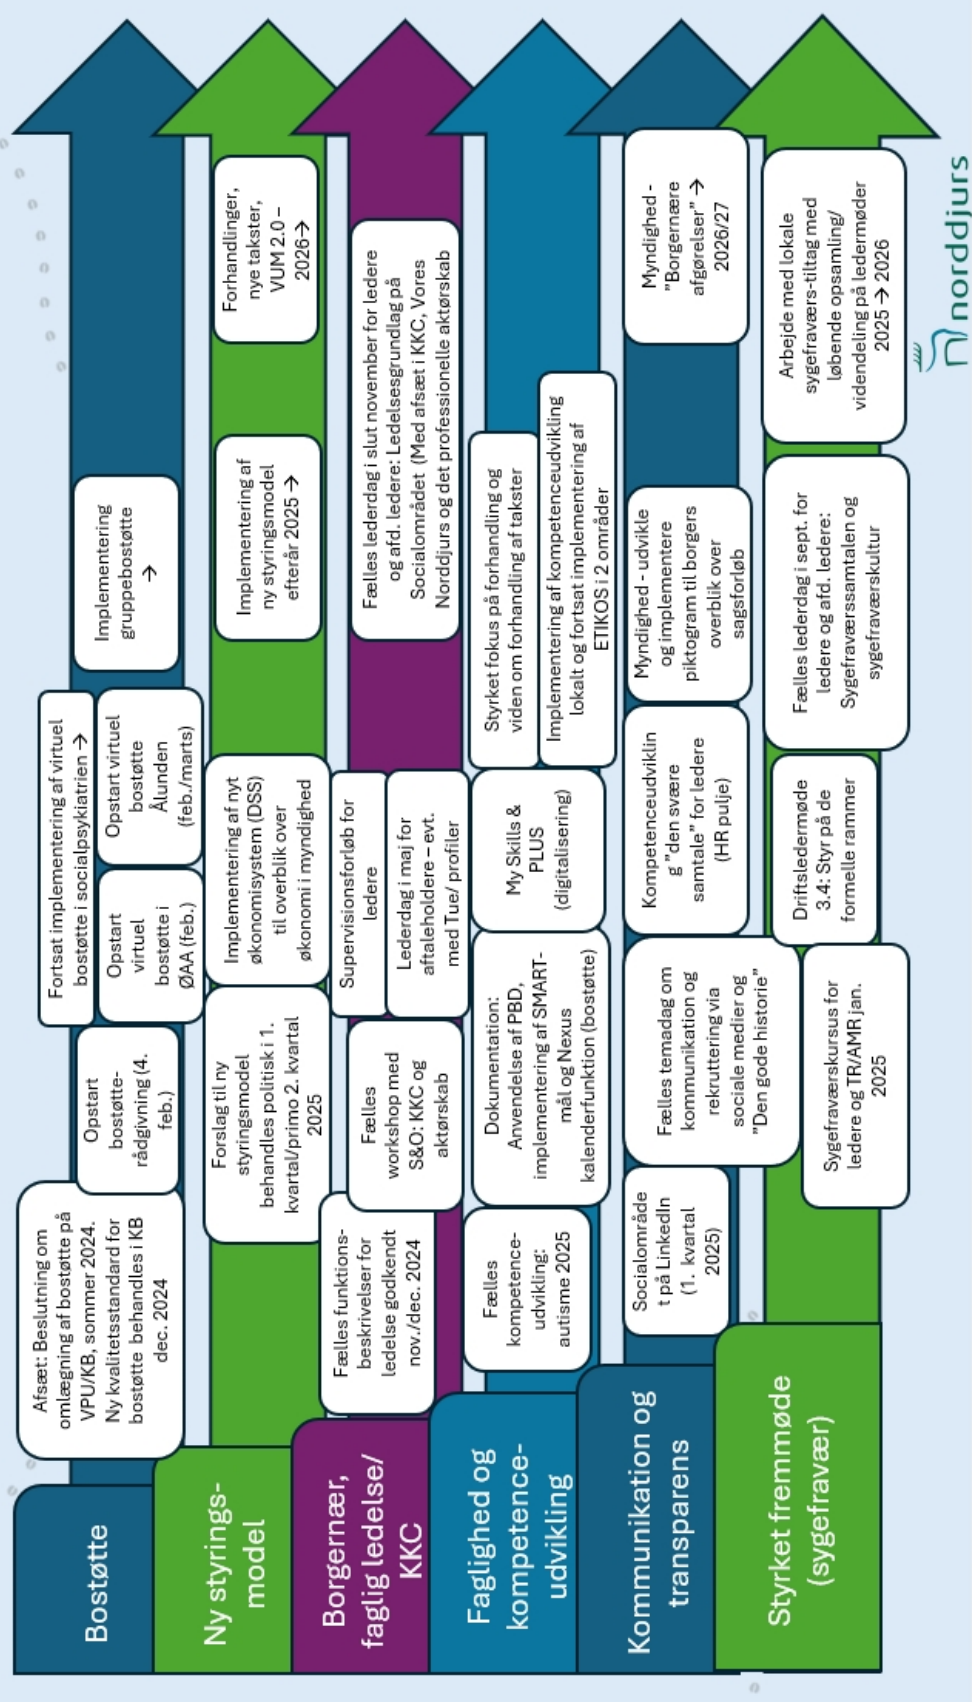 Bostøtte
Afsæt: Beslutning om
omlægning af bostøtte på
VPU/KB, sommer 2024.
Ny kvalitetsstandard for
bostøtte behandles i KB
dec. 2024
Opstart
bostøtte-
rådgivning (4.
feb.)
Fortsat implementering af virtuel
bostøtte i socialpsykiatrien →
Opstart
virtuel
bostøtte i
ØAA (feb.)
Opstart virtuel
bostøtte
Ålunden
(feb./marts)
Implementering
gruppebostøtte
→
Ny styrings-
model
Forslag til ny
styringsmodel
behandles politisk i 1.
kvartal/primo 2. kvartal
2025
Implementering af nyt
økonomisystem (DSS)
til overblik over
økonomi i myndighed
Implementering af
ny styringsmodel
efterår 2025 →
Forhandlinger,
nye takster,
VUM 2.0 –
2026→
Borgernær,
faglig ledelse/
KKC
Fælles funktions-
beskrivelser for
ledelse godkendt
nov./dec. 2024
Fælles
workshop med
S&O: KKC og
aktørskab
Supervisionsforløb for
ledere
Lederdag i maj for
aftaleholdere – evt.
med Tue/ profiler
Fælles lederdag i slut november for ledere
og afd. ledere: Ledelsesgrundlag på
Socialområdet (Med afsæt i KKC, Vores
Norddjurs og det professionelle aktørskab
Faglighed og
kompetence-
udvikling
Fælles
kompetence-
udvikling:
autisme 2025
Dokumentation:
Anvendelse af PBD,
implementering af SMART-
mål og Nexus
kalenderfunktion (bostøtte)
My Skills &
PLUS
(digitalisering)
Styrket fokus på forhandling og
viden om forhandling af takster
Implementering af kompetenceudvikling
lokalt og fortsat implementering af
ETIKOS i 2 områder
Kommunikation og
transparens
Socialområde
t på LinkedIn
(1. kvartal
2025)
Fælles temadag om
kommunikation og
rekruttering via
sociale medier og
"Den gode historie"
Kompetenceudviklin
g "den svære
samtale" for ledere
(HR pulje)
Myndighed - udvikle
og implementere
piktogram til borgers
overblik over
sagsforløb
Myndighed -
"Borgernære
afgørelser" →
2026/27
Styrket fremmøde
(sygefravær)
Sygefraværskursus for
ledere og TR/AMR jan.
2025
Driftsledermøde
3.4: Styr på de
formelle rammer
Fælles lederdag i sept. for
ledere og afd. ledere:
Sygefraværssamtalen og
sygefraværskultur
Arbejde med lokale
sygefraværs-tiltag med
løbende opsamling/
videndeling på ledermøder
2025 → 2026
norddjurs